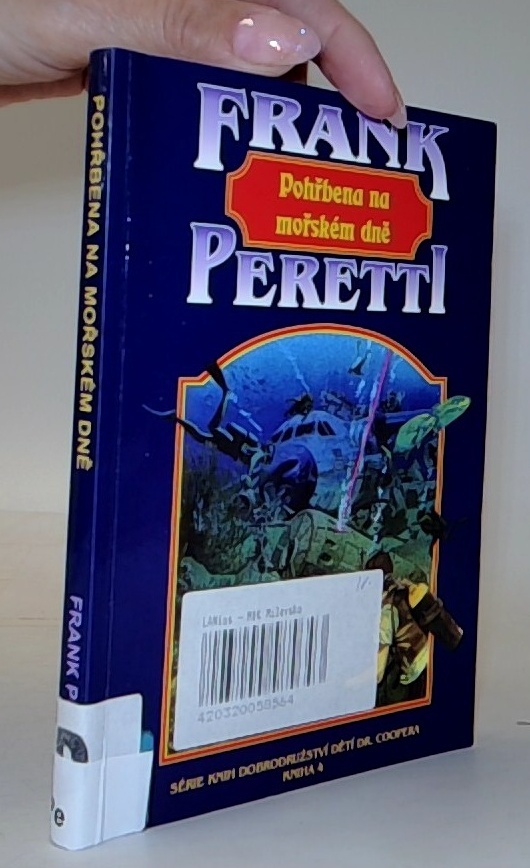 FRANK
Pohřbena na
mořském dně
PERETTI
SÉRIE KNIH DOBRODRUŽSTVÍ DĚTÍ DR. COOPERA
KNIHA 4
LANius - MěK Milevsko
420320058564
POHŘBENA NA MOŘSKÉM DNĚ
FRANK P